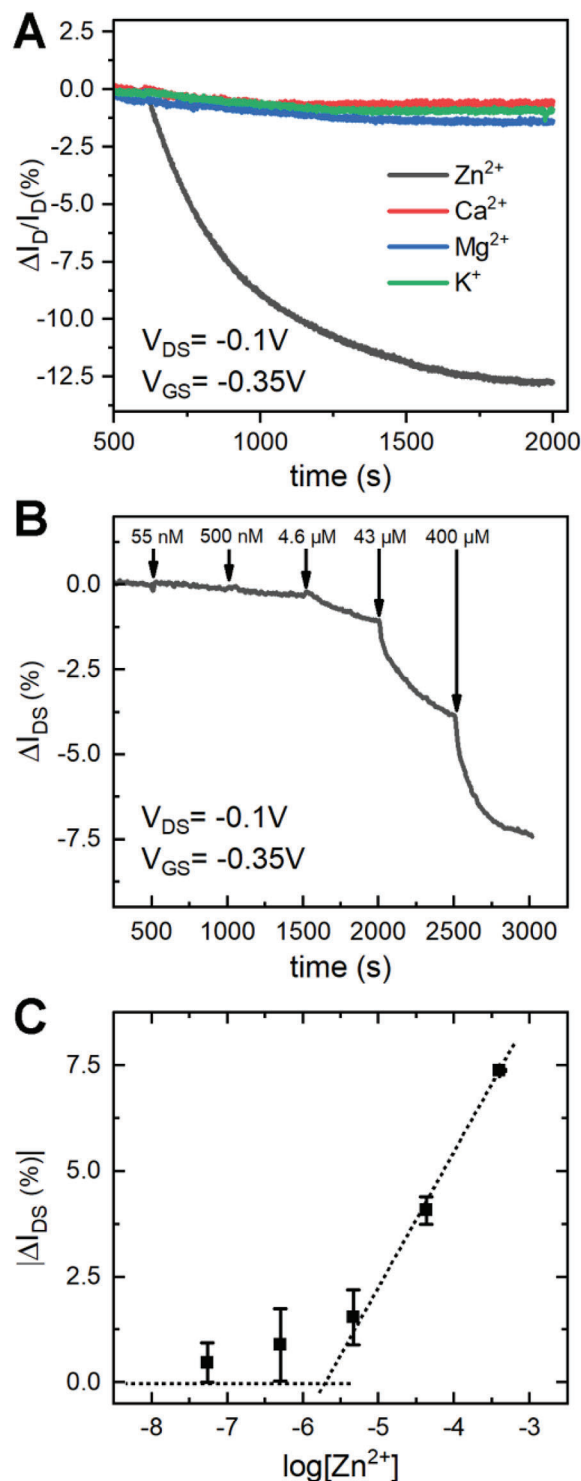 A
2.5
0.0
-2.5
-5.0
-7.5
-10.0
-12.5
ΔI_D/I_D(%)
Zn²⁺
Ca²⁺
Mg²⁺
K⁺
V_DS= -0.1V
V_GS= -0.35V
500 1000 1500 2000
time (s)
B
55 nM 500 nM 4.6 µM 43 µM 400 µM
0.0
-2.5
-5.0
-7.5
ΔI_DS (%)
V_DS= -0.1V
V_GS= -0.35V
500 1000 1500 2000 2500 3000
time (s)
C
7.5
5.0
2.5
0.0
|ΔI_DS (%)|
-8 -7 -6 -5 -4 -3
log[Zn²⁺]